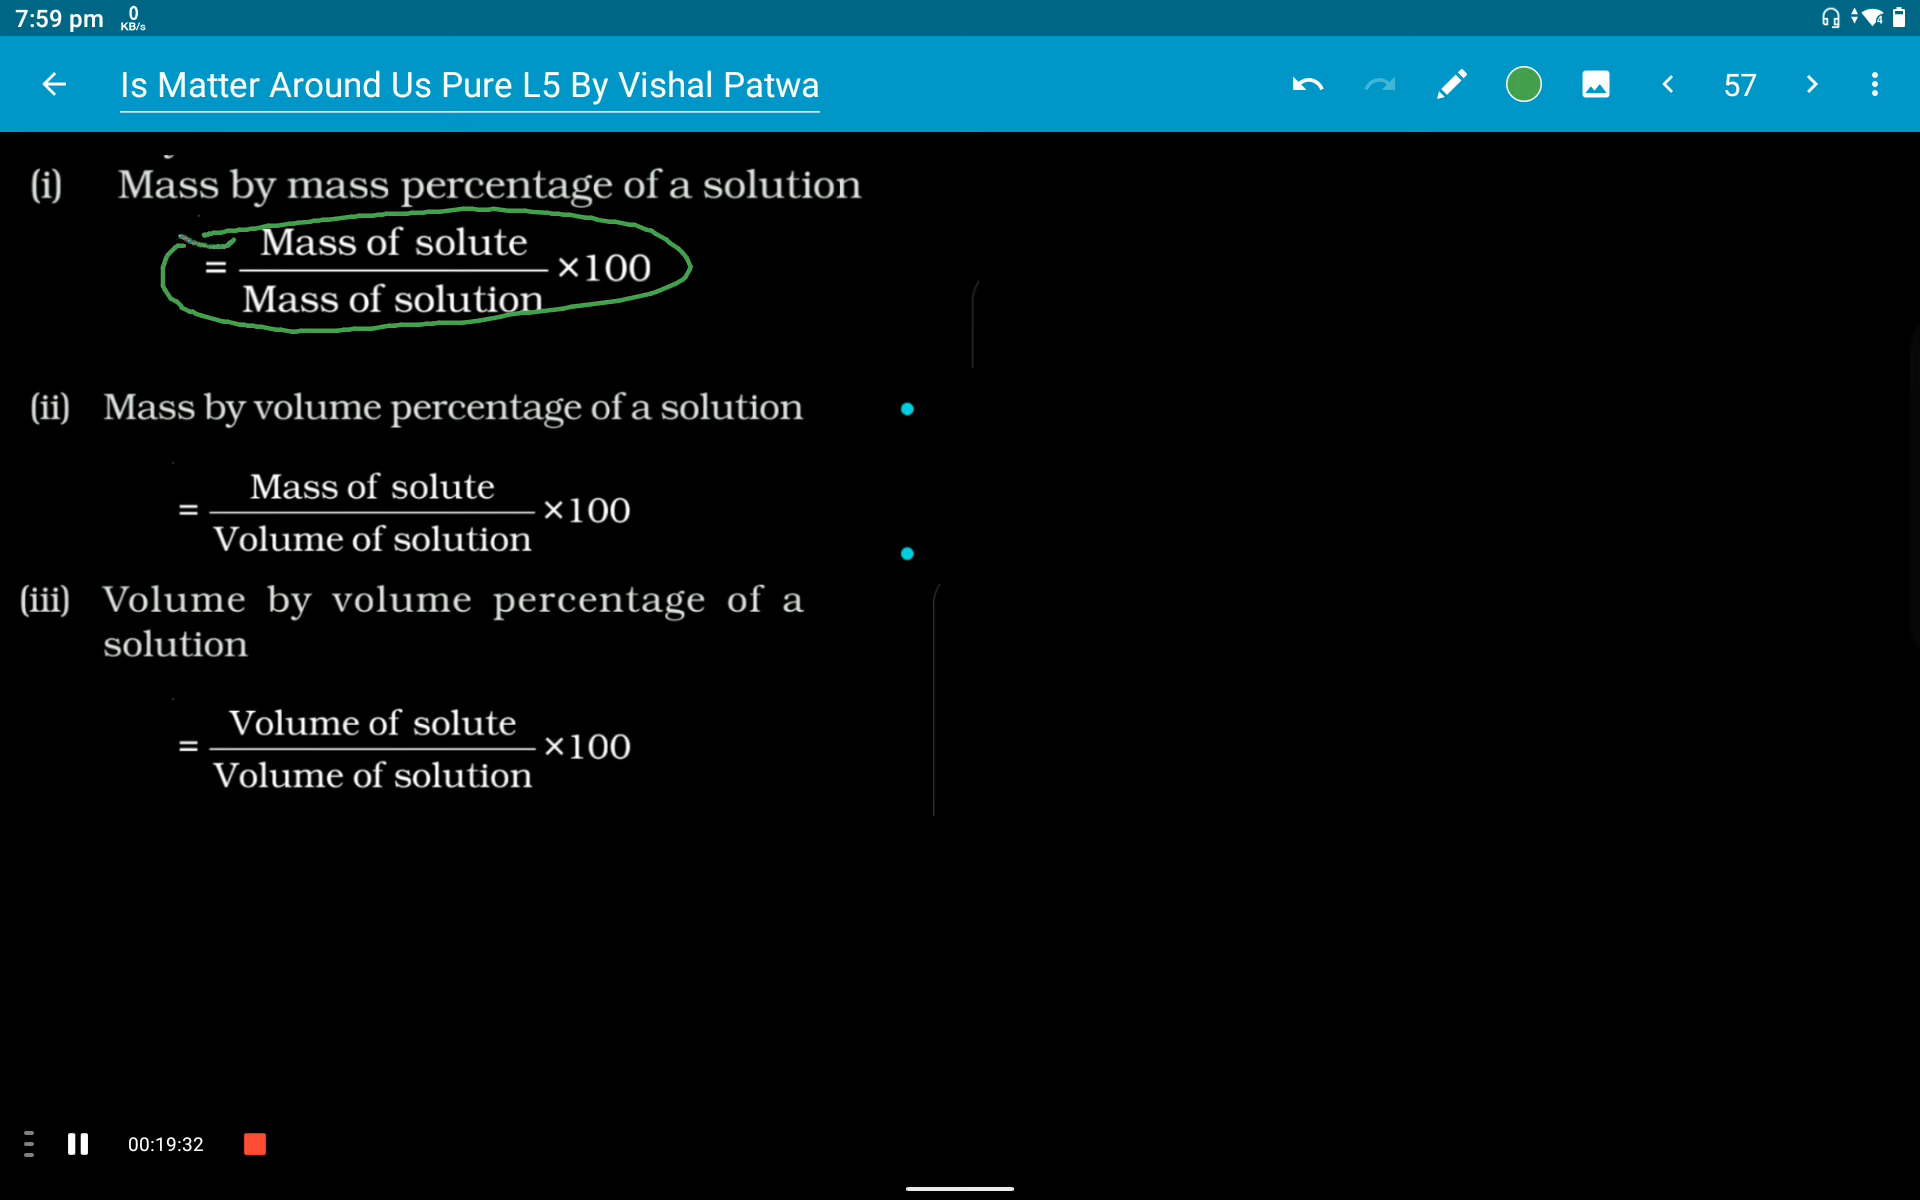 7:59 pm 0 KB/s
Is Matter Around Us Pure L5 By Vishal Patwa 57
(i) Mass by mass percentage of a solution
= Mass of solute / Mass of solution ×100
(ii) Mass by volume percentage of a solution
= Mass of solute / Volume of solution ×100
(iii) Volume by volume percentage of a
solution
= Volume of solute / Volume of solution ×100
00:19:32